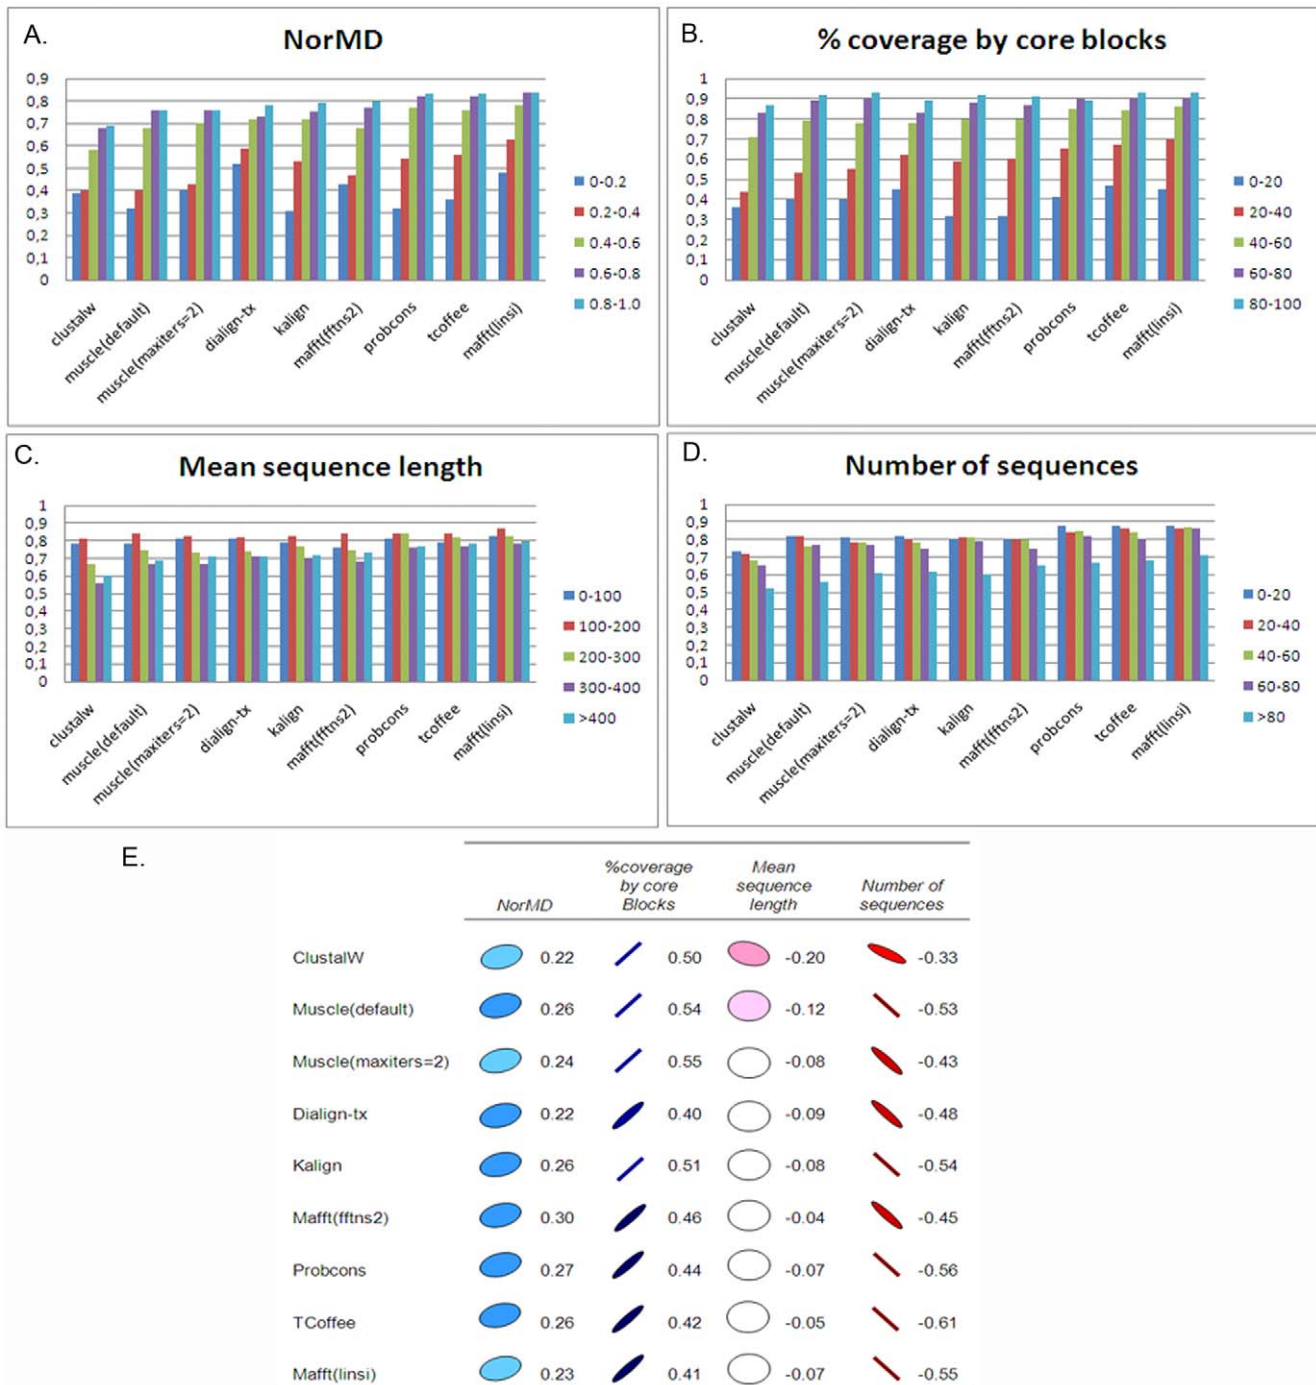 A.
NorMD
0,9
0,8
0,7
0,6
0,5
0,4
0,3
0,2
0,1
0
clustalw
muscle(default)
muscle(maxiters=2)
dialign-tx
kalign
mafft(fftns2)
probcons
tcoffee
mafft(linsi)
0-0.2
0.2-0.4
0.4-0.6
0.6-0.8
0.8-1.0
B.
% coverage by core blocks
1
0,9
0,8
0,7
0,6
0,5
0,4
0,3
0,2
0,1
0
clustalw
muscle(default)
muscle(maxiters=2)
dialign-tx
kalign
mafft(fftns2)
probcons
tcoffee
mafft(linsi)
0-20
20-40
40-60
60-80
80-100
C.
Mean sequence length
1
0,9
0,8
0,7
0,6
0,5
0,4
0,3
0,2
0,1
0
clustalw
muscle(default)
muscle(maxiters=2)
dialign-tx
kalign
mafft(fftns2)
probcons
tcoffee
mafft(linsi)
0-100
100-200
200-300
300-400
>400
D.
Number of sequences
1
0,9
0,8
0,7
0,6
0,5
0,4
0,3
0,2
0,1
0
clustalw
muscle(default)
muscle(maxiters=2)
dialign-tx
kalign
mafft(fftns2)
probcons
tcoffee
mafft(linsi)
0-20
20-40
40-60
60-80
>80
E.
NorMD
%coverage
by core
Blocks
Mean
sequence
length
Number of
sequences
ClustalW 0.22 0.50 -0.20 -0.33
Muscle(default) 0.26 0.54 -0.12 -0.53
Muscle(maxiters=2) 0.24 0.55 -0.08 -0.43
Dialign-tx 0.22 0.40 -0.09 -0.48
Kalign 0.26 0.51 -0.08 -0.54
Mafft(fftns2) 0.30 0.46 -0.04 -0.45
Probcons 0.27 0.44 -0.07 -0.56
TCoffee 0.26 0.42 -0.05 -0.61
Mafft(linsi) 0.23 0.41 -0.07 -0.55